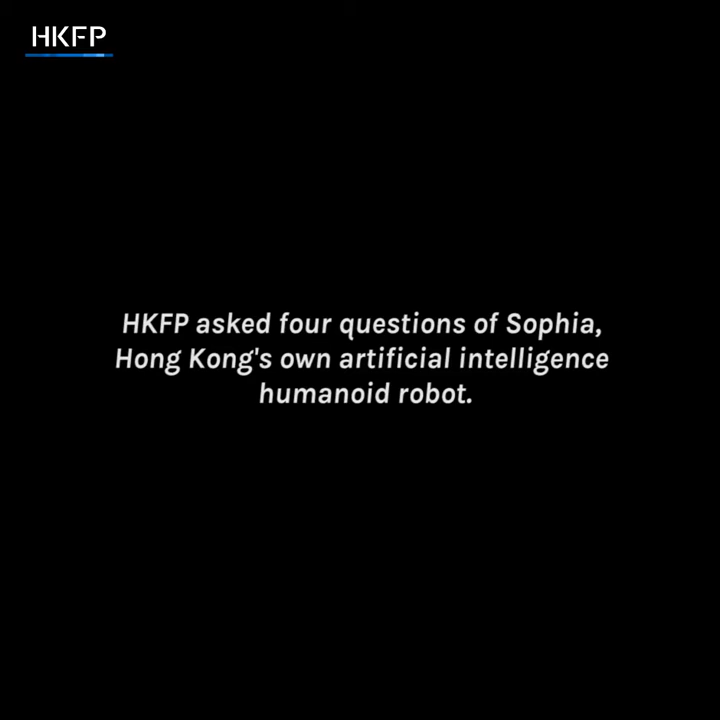 HKFP
HKFP asked four questions of Sophia,
Hong Kong's own artificial intelligence
humanoid robot.